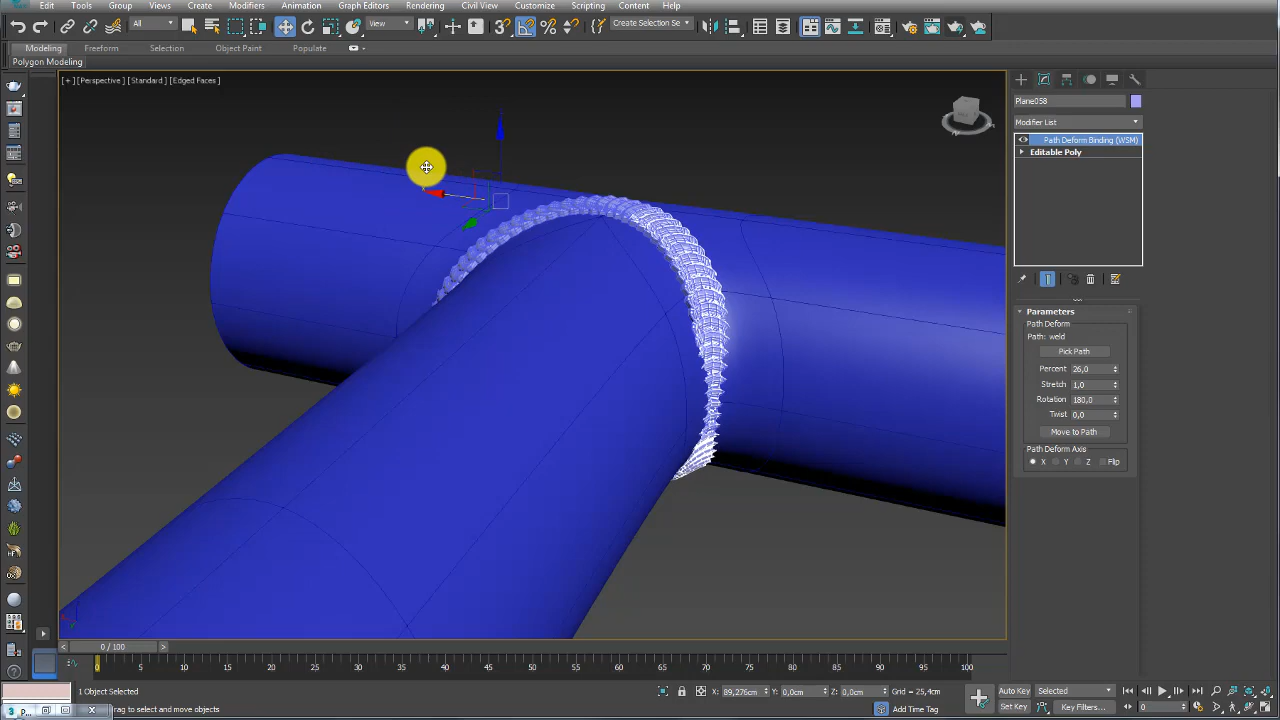 Edit Tools Group Views Create Modifiers Animation Graph Editors Rendering Civil View Customize Scripting Content Help
All View Create Selection Se
Modeling Freeform Selection Object Paint Populate
Polygon Modeling
[+] [Perspective] [Standard] [Edged Faces]
Plane058
Modifier List
Path Deform Binding (WSM)
Editable Poly
Parameters
Path Deform
Path: weld
Pick Path
Percent 26,0
Stretch 1,0
Rotation 180,0
Twist 0,0
Move to Path
Path Deform Axis
X Y Z Flip
< 0 / 100 >
0 5 10 15 20 25 30 35 40 45 50 55 60 65 70 75 80 85 90 95 100
1 Object Selected X: 89,276cm Y: 0,0cm Z: 0,0cm Grid = 25,4cm Auto Key Selected
drag to select and move objects Add Time Tag Set Key Key Filters... 0
3 p...